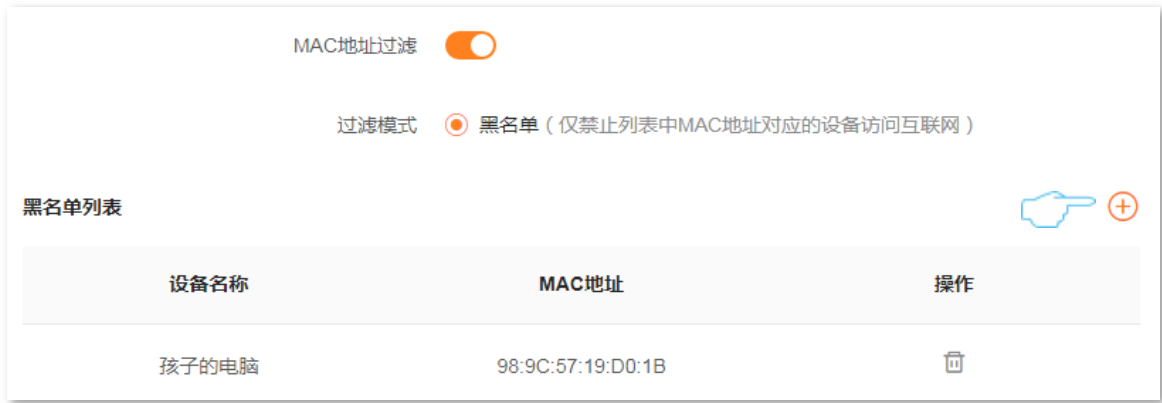 MAC地址过滤
过滤模式 黑名单（仅禁止列表中MAC地址对应的设备访问互联网）
黑名单列表
设备名称 MAC地址 操作
孩子的电脑 98:9C:57:19:D0:1B